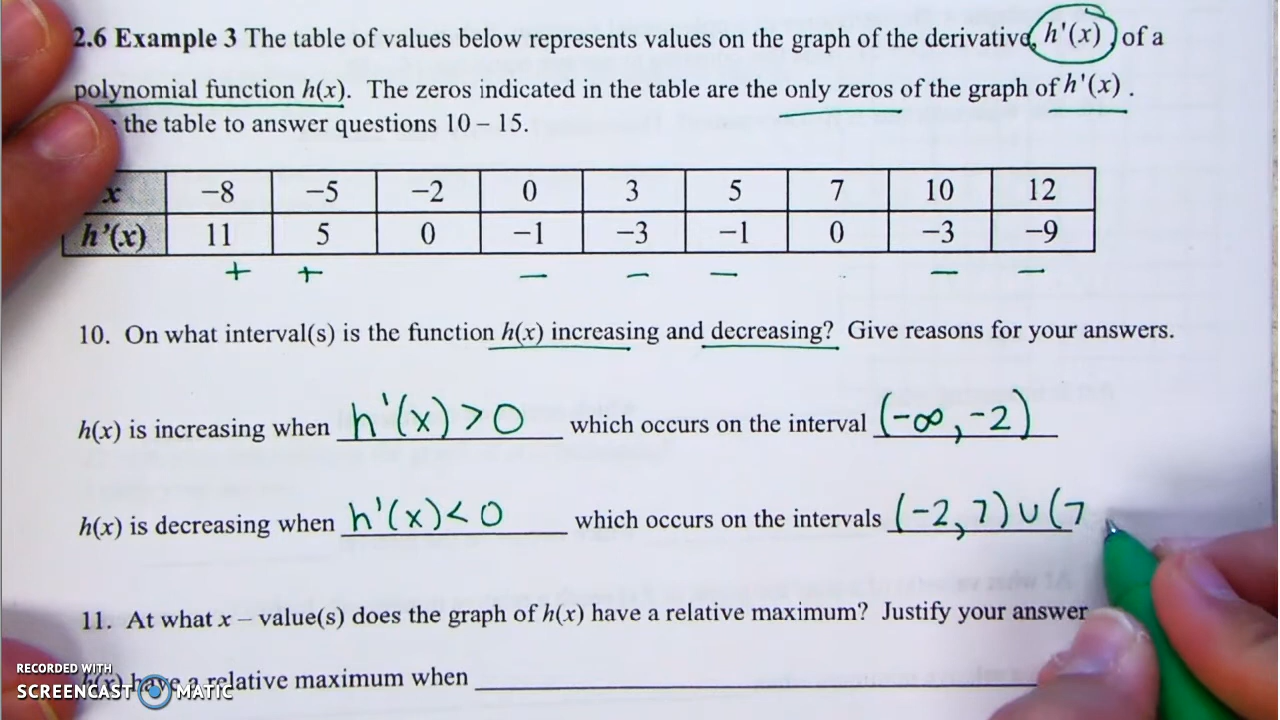 2.6 Example 3 The table of values below represents values on the graph of the derivative, h'(x), of a
polynomial function h(x). The zeros indicated in the table are the only zeros of the graph of h'(x).
the table to answer questions 10 – 15.
x −8 −5 −2 0 3 5 7 10 12
h'(x) 11 5 0 −1 −3 −1 0 −3 −9
+ + − − − − −
10. On what interval(s) is the function h(x) increasing and decreasing? Give reasons for your answers.
h(x) is increasing when h'(x) > 0 which occurs on the interval (-∞, -2)
h(x) is decreasing when h'(x) < 0 which occurs on the intervals (-2, 7) ∪ (7
11. At what x – value(s) does the graph of h(x) have a relative maximum? Justify your answer
h(x) have a relative maximum when
RECORDED WITH
SCREENCAST MATIC